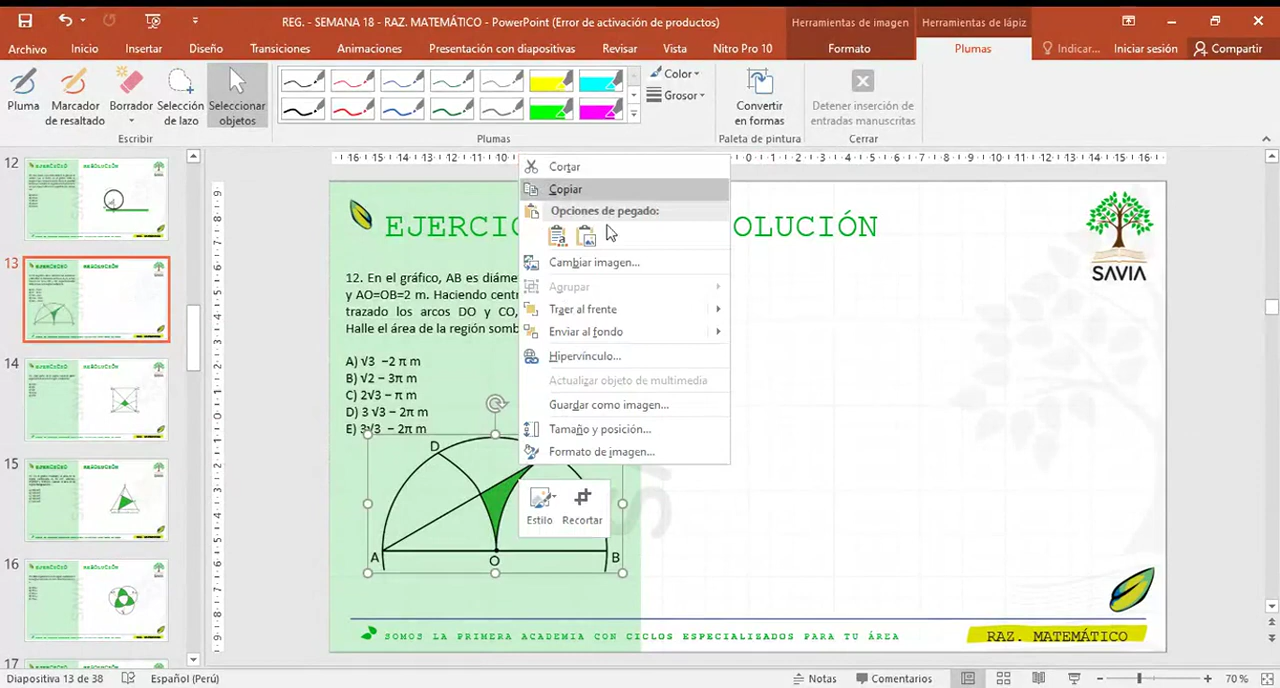 REG. - SEMANA 18 - RAZ. MATEMÁTICO - PowerPoint (Error de activación de productos)
Herramientas de imagen
Herramientas de lápiz
Archivo
Inicio
Insertar
Diseño
Transiciones
Animaciones
Presentación con diapositivas
Revisar
Vista
Nitro Pro 10
Formato
Plumas
Indicar...
Iniciar sesión
Compartir
Pluma
Marcador de resaltado
Borrador
Selección de lazo
Seleccionar objetos
Color
Grosor
Convertir en formas
Detener inserción de entradas manuscritas
Escribir
Plumas
Paleta de pintura
Cerrar
12
13
14
15
16
17
Cortar
Copiar
Opciones de pegado:
Cambiar imagen...
Agrupar
Traer al frente
Enviar al fondo
Hipervínculo...
Actualizar objeto de multimedia
Guardar como imagen...
Tamaño y posición...
Formato de imagen...
Estilo
Recortar
EJERCIC
OLUCIÓN
SAVIA
12. En el gráfico, AB es diáme
y AO=OB=2 m. Haciendo cent
trazado los arcos DO y CO,
Halle el área de la región somb
A) √3 −2 π m
B) √2 − 3π m
C) 2√3 − π m
D) 3 √3 − 2π m
E) 3√3 − 2π m
D
A
O
B
SOMOS LA PRIMERA ACADEMIA CON CICLOS ESPECIALIZADOS PARA TU ÁREA
RAZ. MATEMÁTICO
Diapositiva 13 de 38
Español (Perú)
Notas
Comentarios
70 %